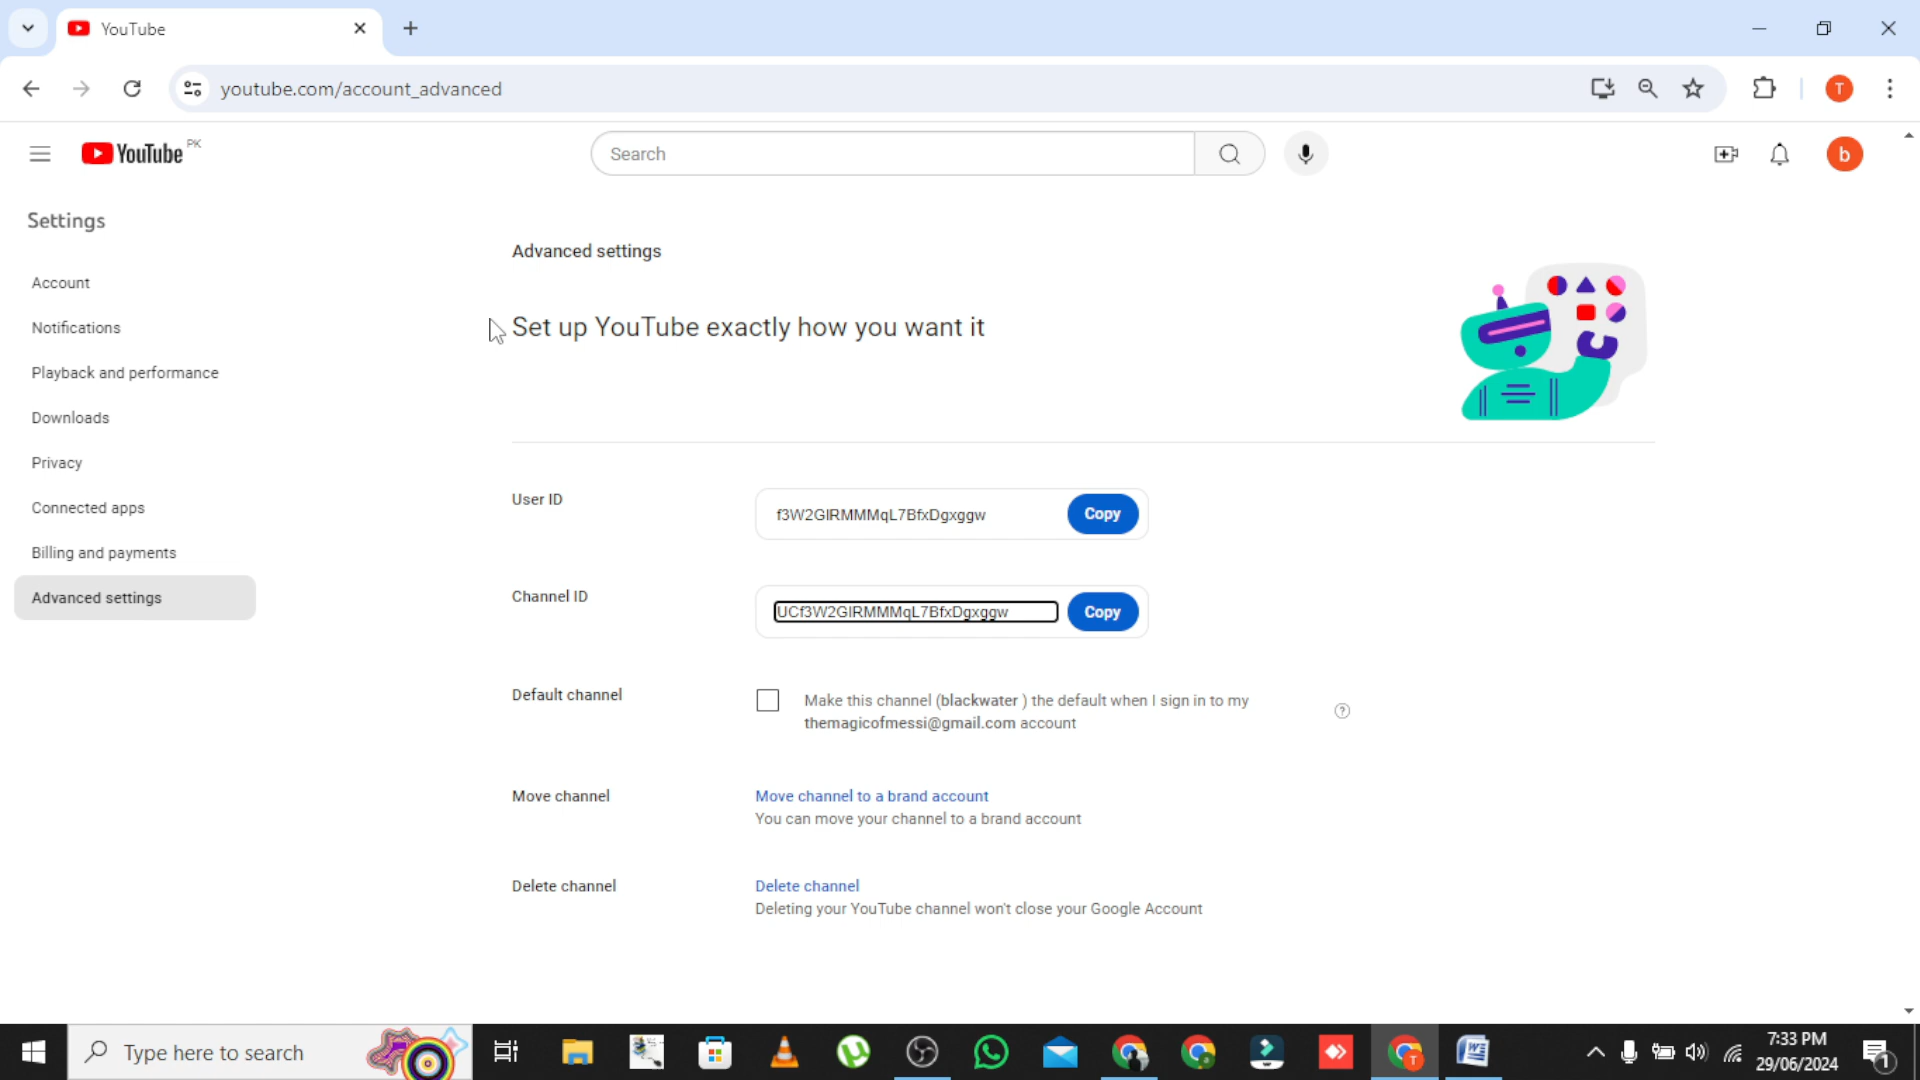 YouTube
youtube.com/account_advanced
T
YouTube PK
Search
b
Settings
Account
Notifications
Playback and performance
Downloads
Privacy
Connected apps
Billing and payments
Advanced settings
Advanced settings
Set up YouTube exactly how you want it
User ID
f3W2GIRMMMqL7BfxDgxggw
Copy
Channel ID
UCf3W2GIRMMMqL7BfxDgxggw
Copy
Default channel
Make this channel (blackwater ) the default when I sign in to my
themagicofmessi@gmail.com account
?
Move channel
Move channel to a brand account
You can move your channel to a brand account
Delete channel
Delete channel
Deleting your YouTube channel won't close your Google Account
Type here to search
T
7:33 PM
29/06/2024
1